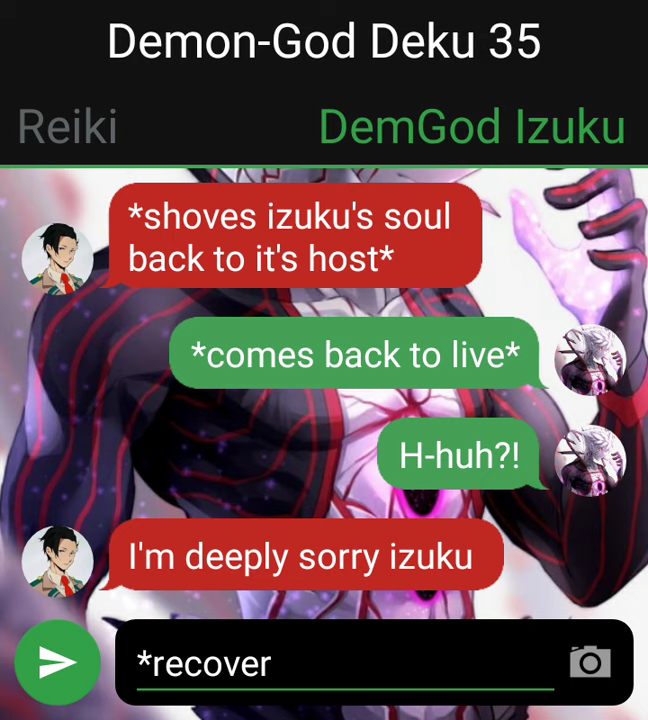 Demon-God Deku 35
Reiki DemGod Izuku
*shoves izuku's soul
back to it's host*
*comes back to live*
H-huh?!
I'm deeply sorry izuku
*recover